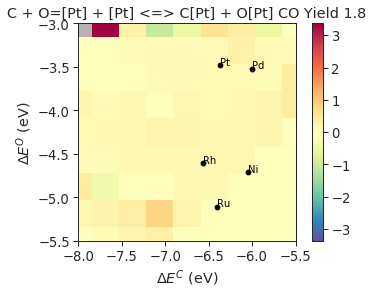 C + O=[Pt] + [Pt] <=> C[Pt] + O[Pt] CO Yield 1.8
−3.0
−3.5
−4.0
−4.5
−5.0
−5.5
ΔE^O (eV)
Pt
Pd
Rh
Ni
Ru
−8.0 −7.5 −7.0 −6.5 −6.0 −5.5
ΔE^C (eV)
3
2
1
0
−1
−2
−3